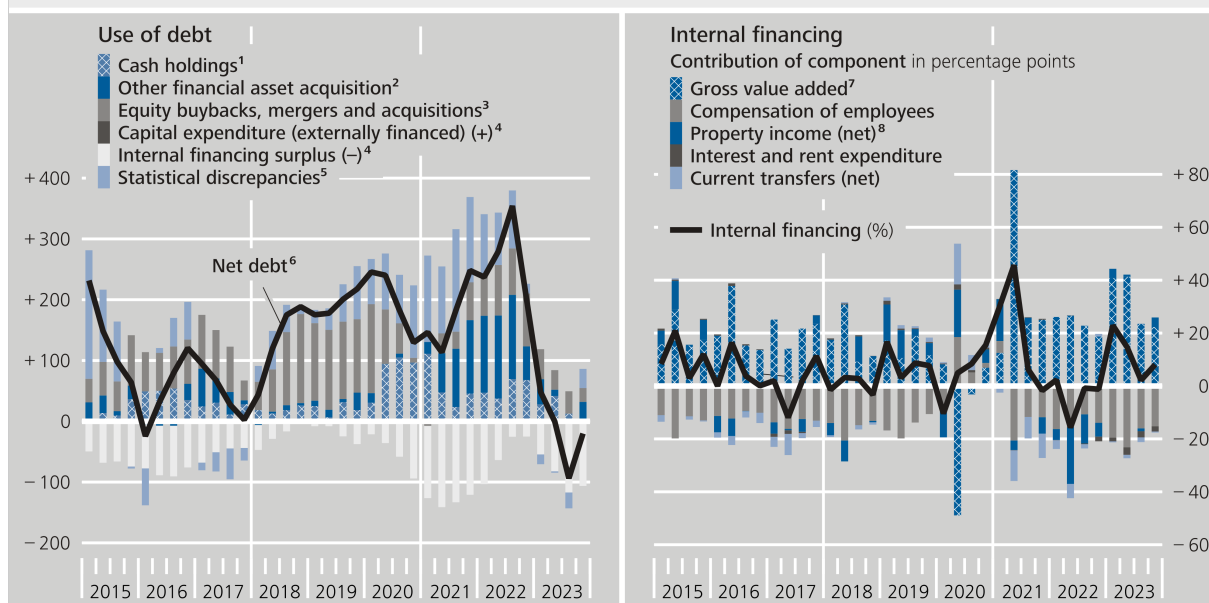 Use of debt
Cash holdings¹
Other financial asset acquisition²
Equity buybacks, mergers and acquisitions³
Capital expenditure (externally financed) (+)⁴
Internal financing surplus (–)⁴
Statistical discrepancies⁵
+ 400
+ 300
+ 200
+ 100
0
– 100
– 200
Net debt⁶
2015 2016 2017 2018 2019 2020 2021 2022 2023
Internal financing
Contribution of component in percentage points
Gross value added⁷
Compensation of employees
Property income (net)⁸
Interest and rent expenditure
Current transfers (net)
Internal financing (%)
+ 80
+ 60
+ 40
+ 20
0
– 20
– 40
– 60
2015 2016 2017 2018 2019 2020 2021 2022 2023